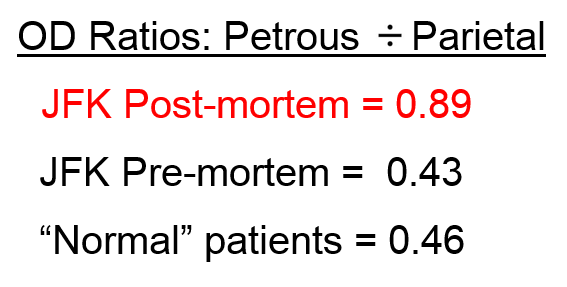 OD Ratios: Petrous ÷ Parietal
JFK Post-mortem = 0.89
JFK Pre-mortem = 0.43
“Normal” patients = 0.46